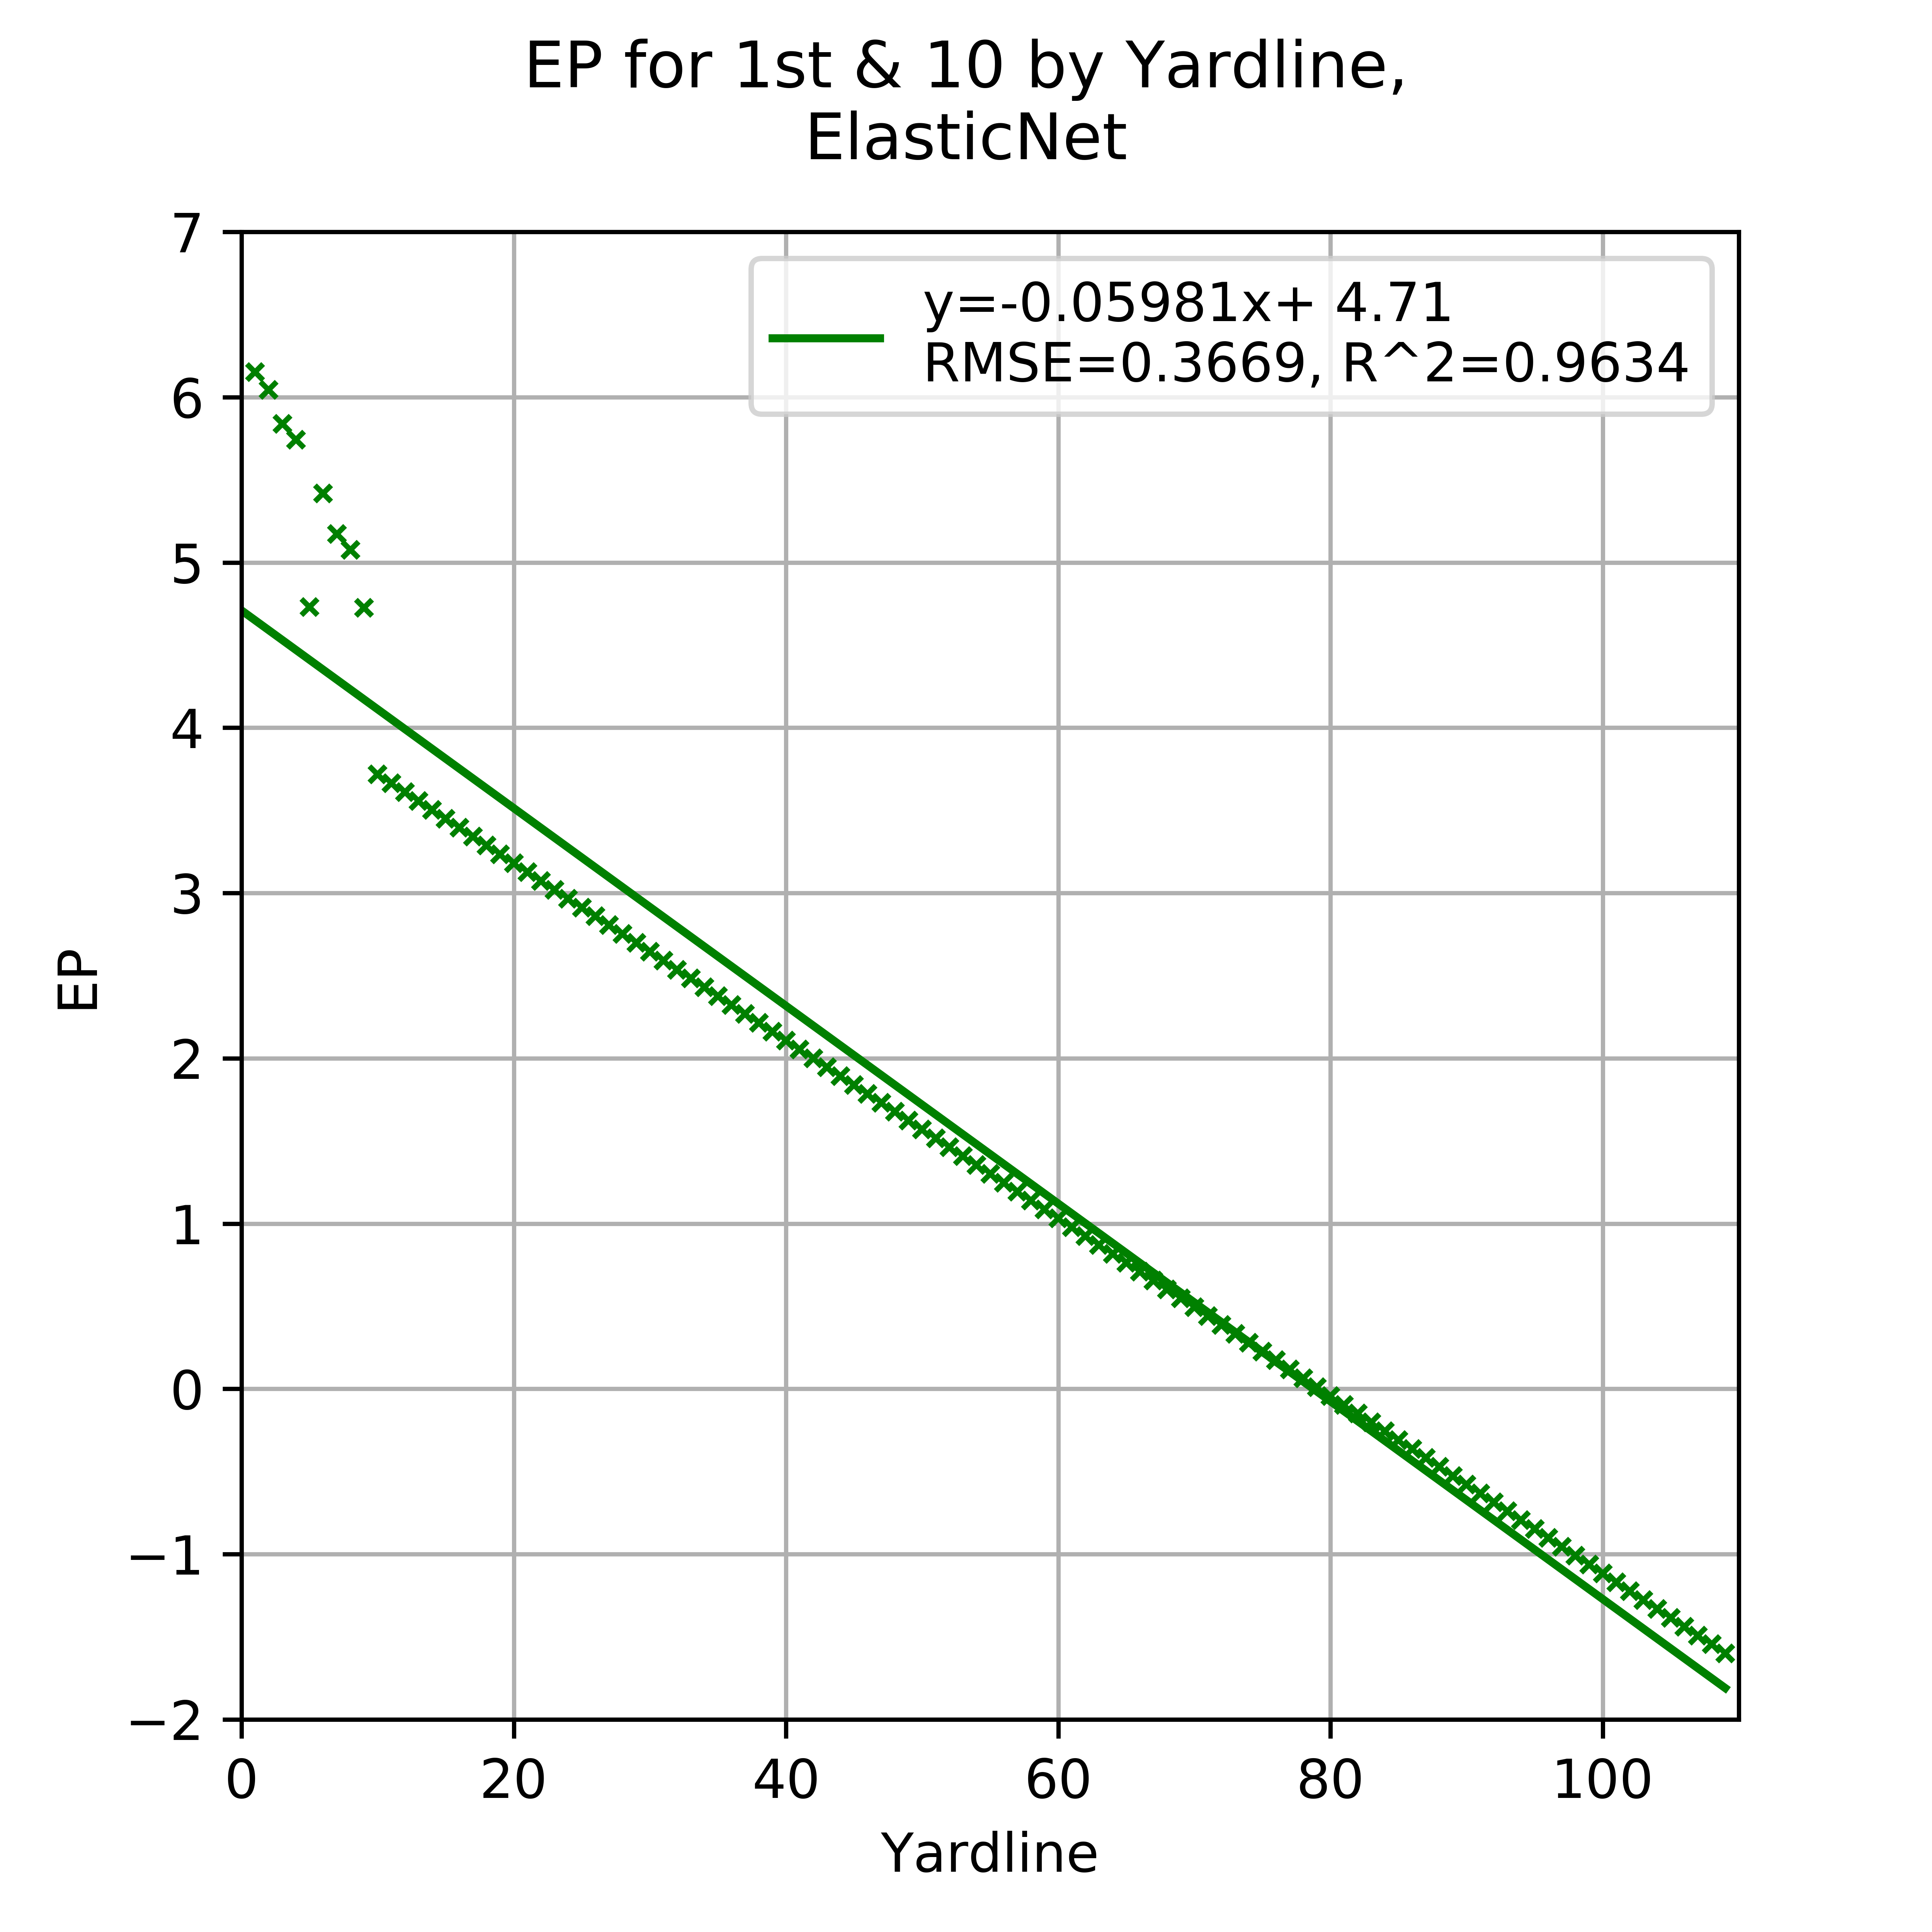 EP for 1st & 10 by Yardline,
ElasticNet
y=-0.05981x+ 4.71
RMSE=0.3669, R^2=0.9634
7
6
5
4
3
2
1
0
−1
−2
EP
0 20 40 60 80 100
Yardline